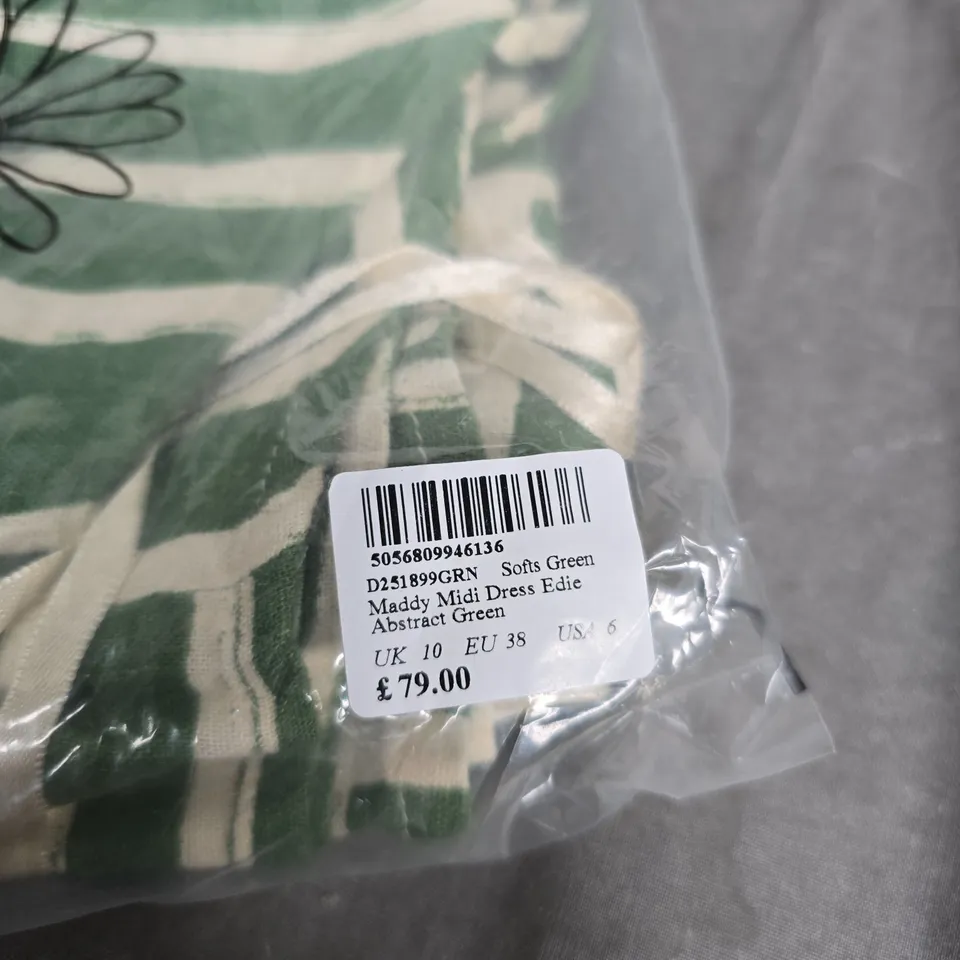 5056809946136
D251899GRN Softs Green
Maddy Midi Dress Edie
Abstract Green
UK 10 EU 38 USA 6
£79.00